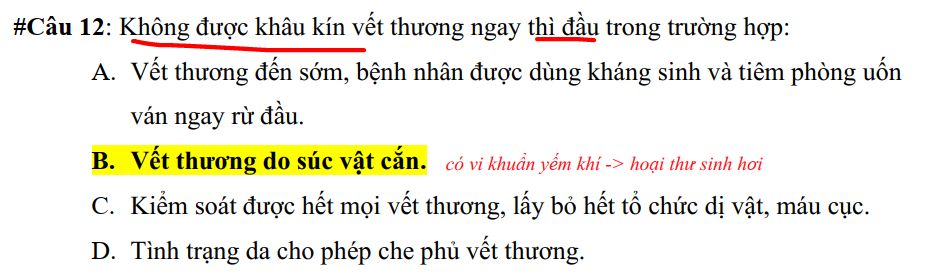 #Câu 12: Không được khâu kín vết thương ngay thì đầu trong trường hợp:
A. Vết thương đến sớm, bệnh nhân được dùng kháng sinh và tiêm phòng uốn
ván ngay rừ đầu.
B. Vết thương do súc vật cắn. có vi khuẩn yếm khí -> hoại thư sinh hơi
C. Kiểm soát được hết mọi vết thương, lấy bỏ hết tổ chức dị vật, máu cục.
D. Tình trạng da cho phép che phủ vết thương.